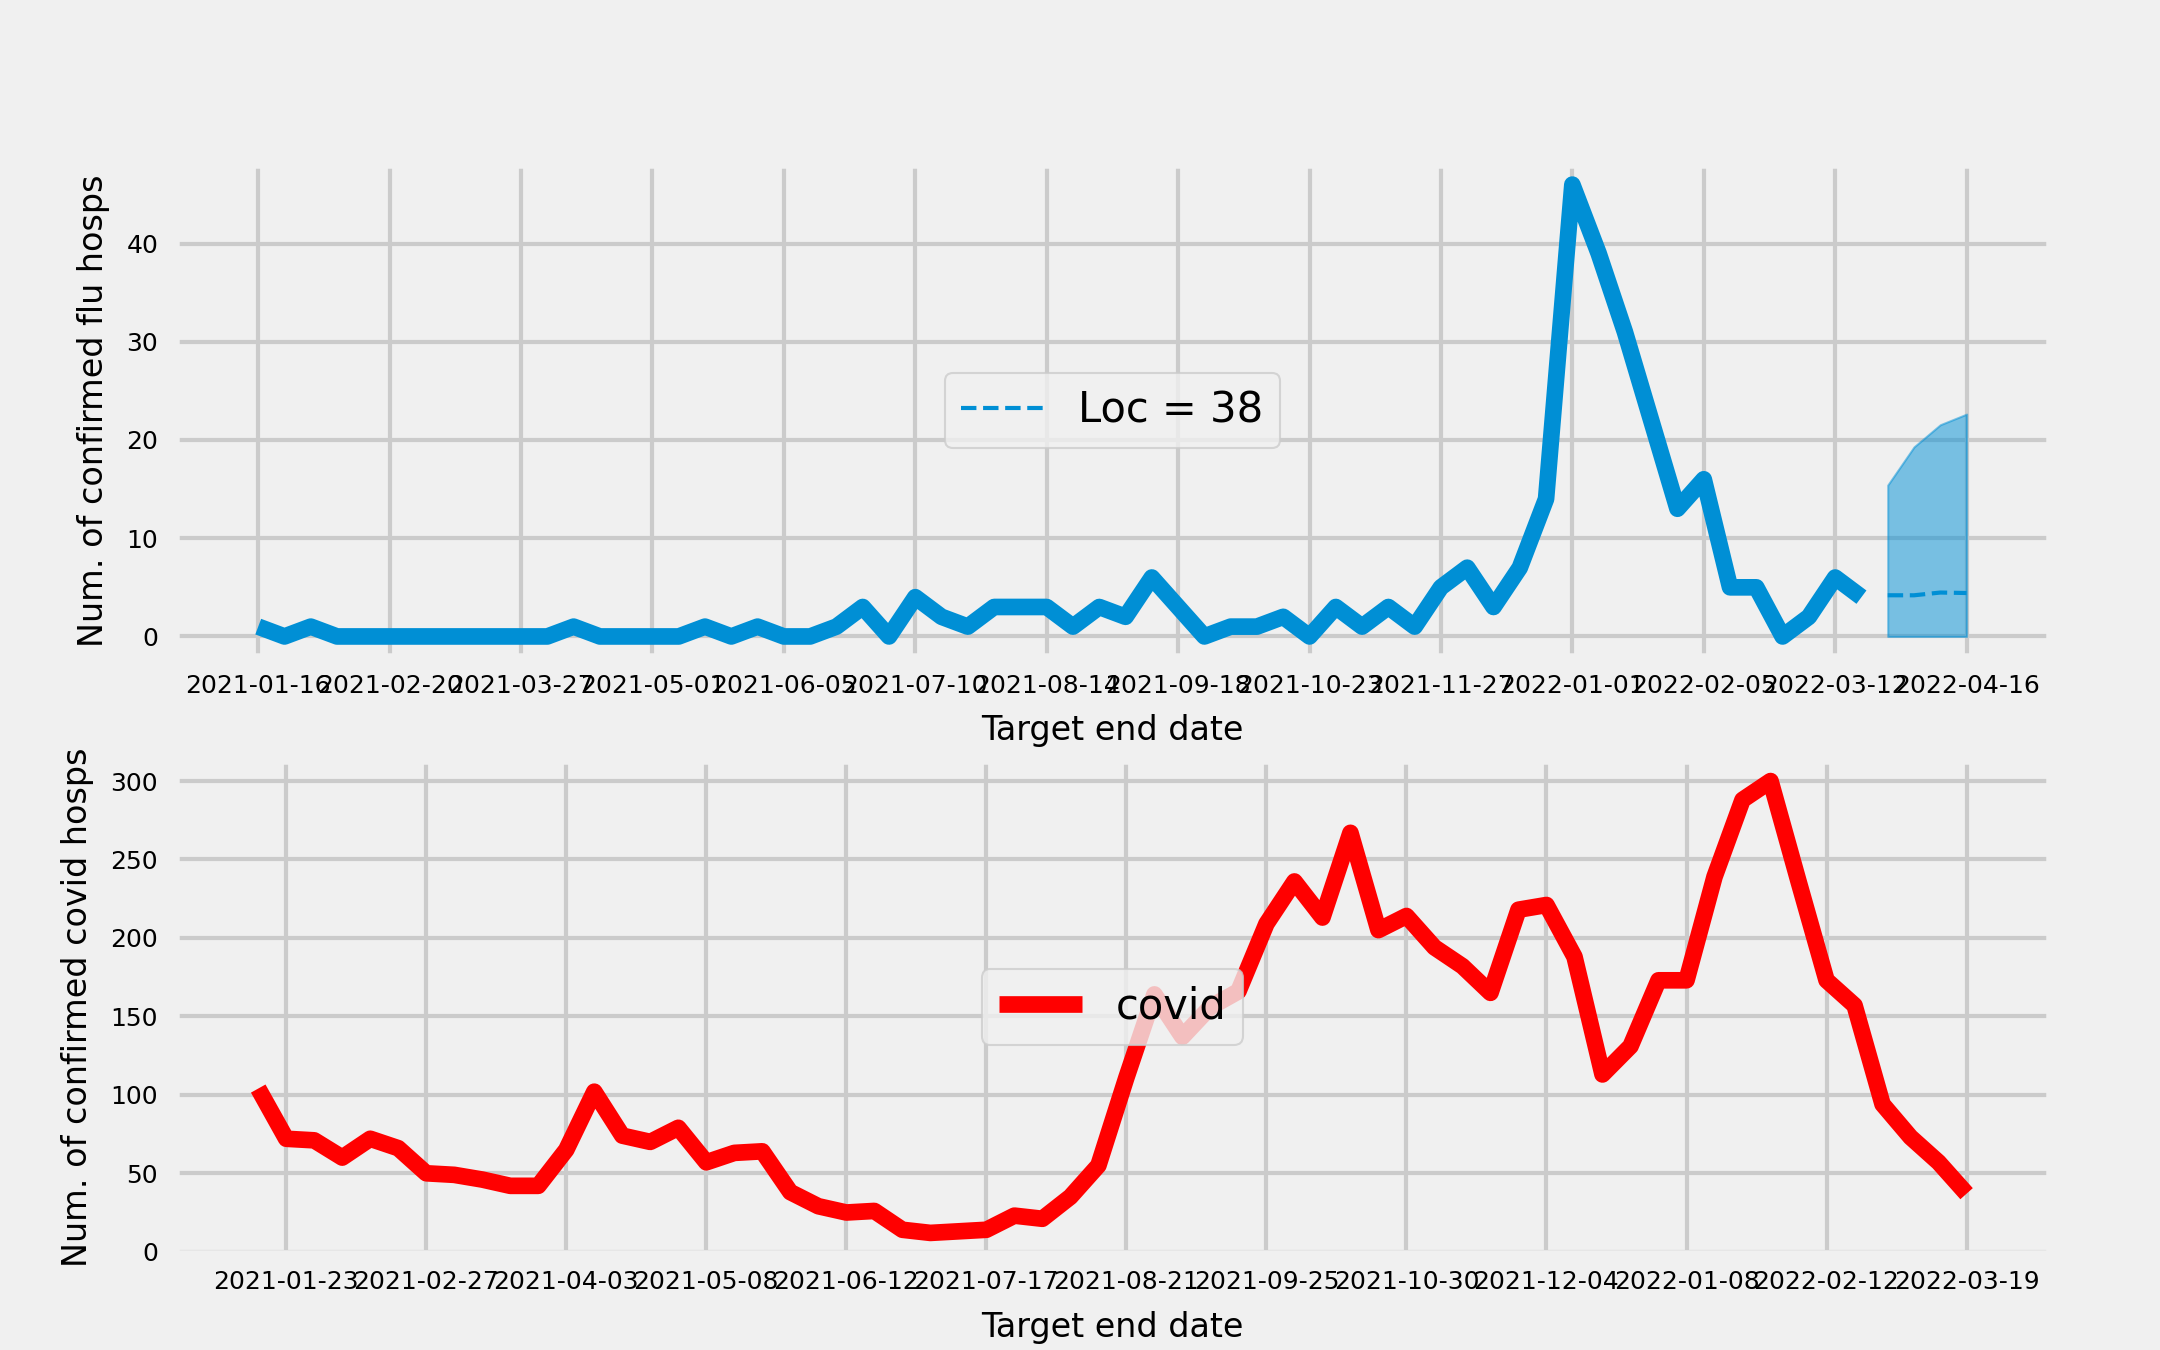 Num. of confirmed flu hosps
40
30
20
10
0
Loc = 38
2021-01-16 2021-02-20 2021-03-27 2021-05-01 2021-06-05 2021-07-10 2021-08-14 2021-09-18 2021-10-23 2021-11-27 2022-01-01 2022-02-05 2022-03-12 2022-04-16
Target end date
Num. of confirmed covid hosps
300
250
200
150
100
50
0
covid
2021-01-23 2021-02-27 2021-04-03 2021-05-08 2021-06-12 2021-07-17 2021-08-21 2021-09-25 2021-10-30 2021-12-04 2022-01-08 2022-02-12 2022-03-19
Target end date